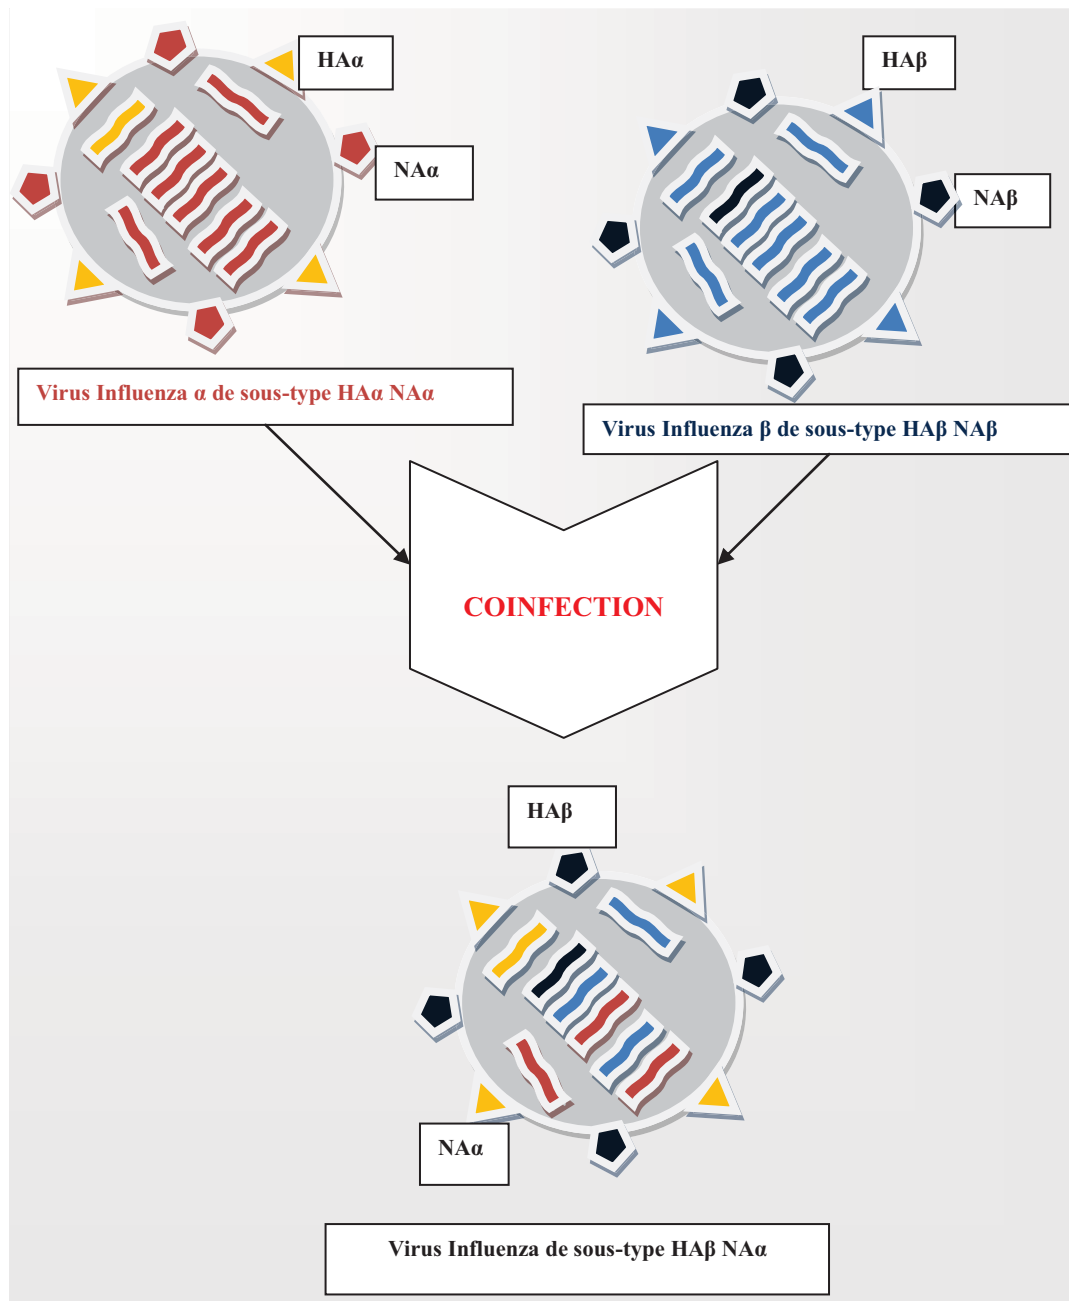 HAα
NAα
Virus Influenza α de sous-type HAα NAα
HAβ
NAβ
Virus Influenza β de sous-type HAβ NAβ
COINFECTION
HAβ
NAα
Virus Influenza de sous-type HAβ NAα